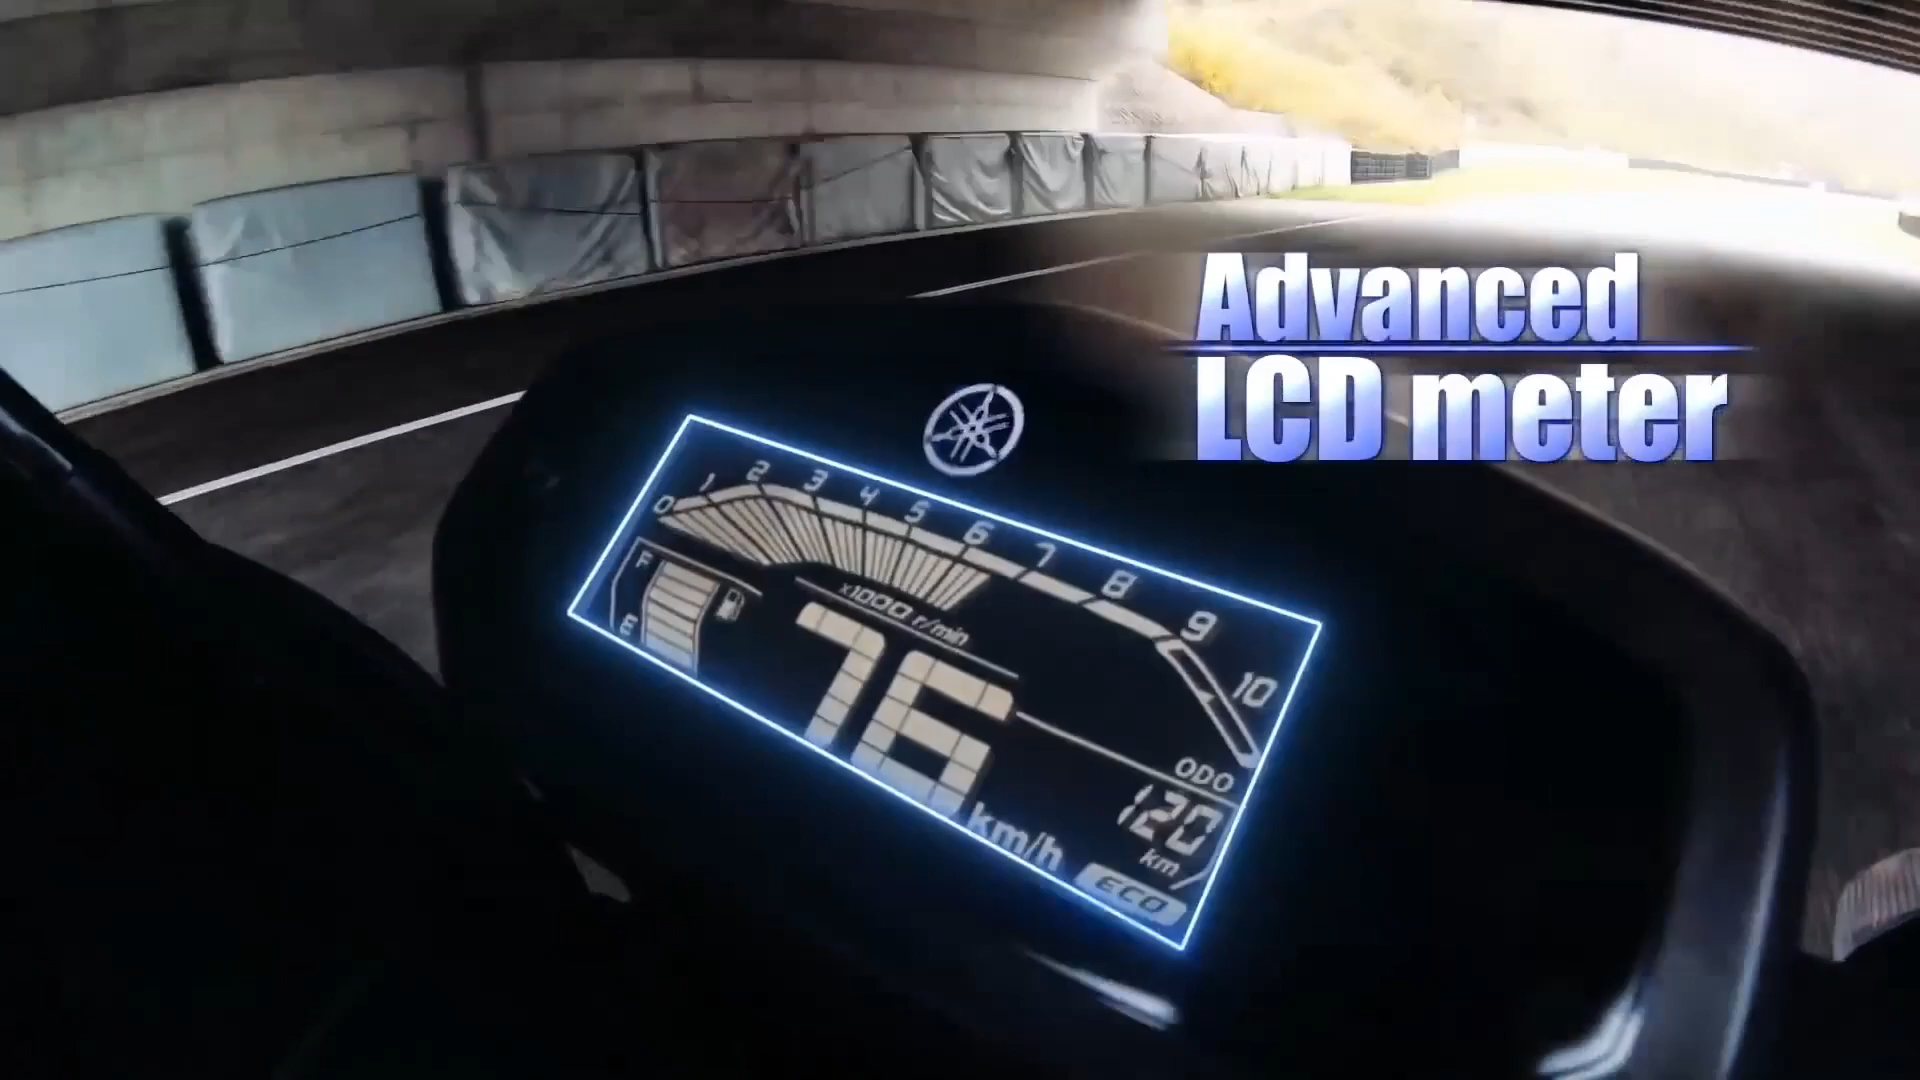 Advanced
LCD meter
0 1 2 3 4 5 6 7 8 9 10
x1000 r/min
F
E
76
km/h
ODO
120
km
ECO